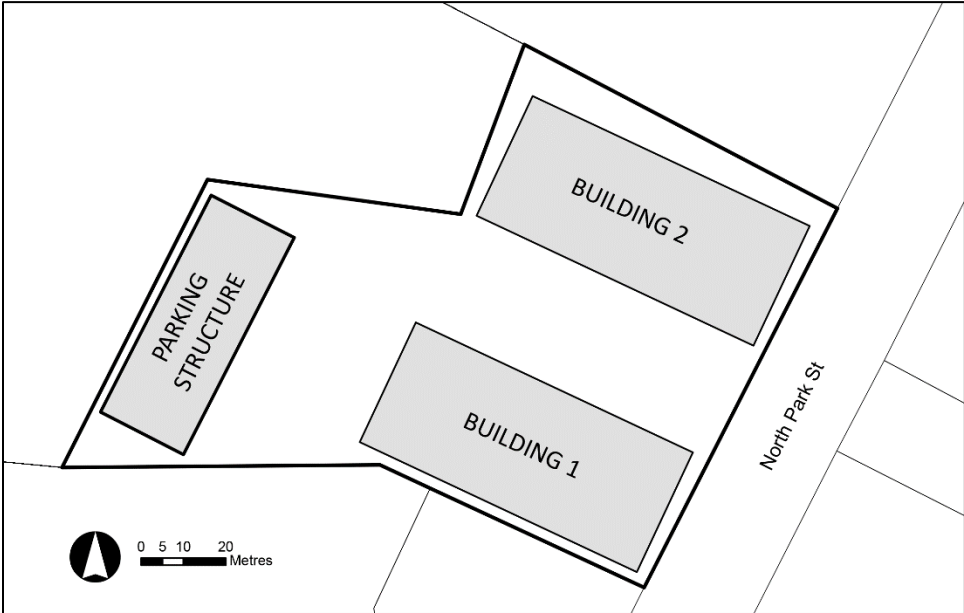 BUILDING 2
PARKING
STRUCTURE
BUILDING 1
North Park St
0 5 10 20
Metres